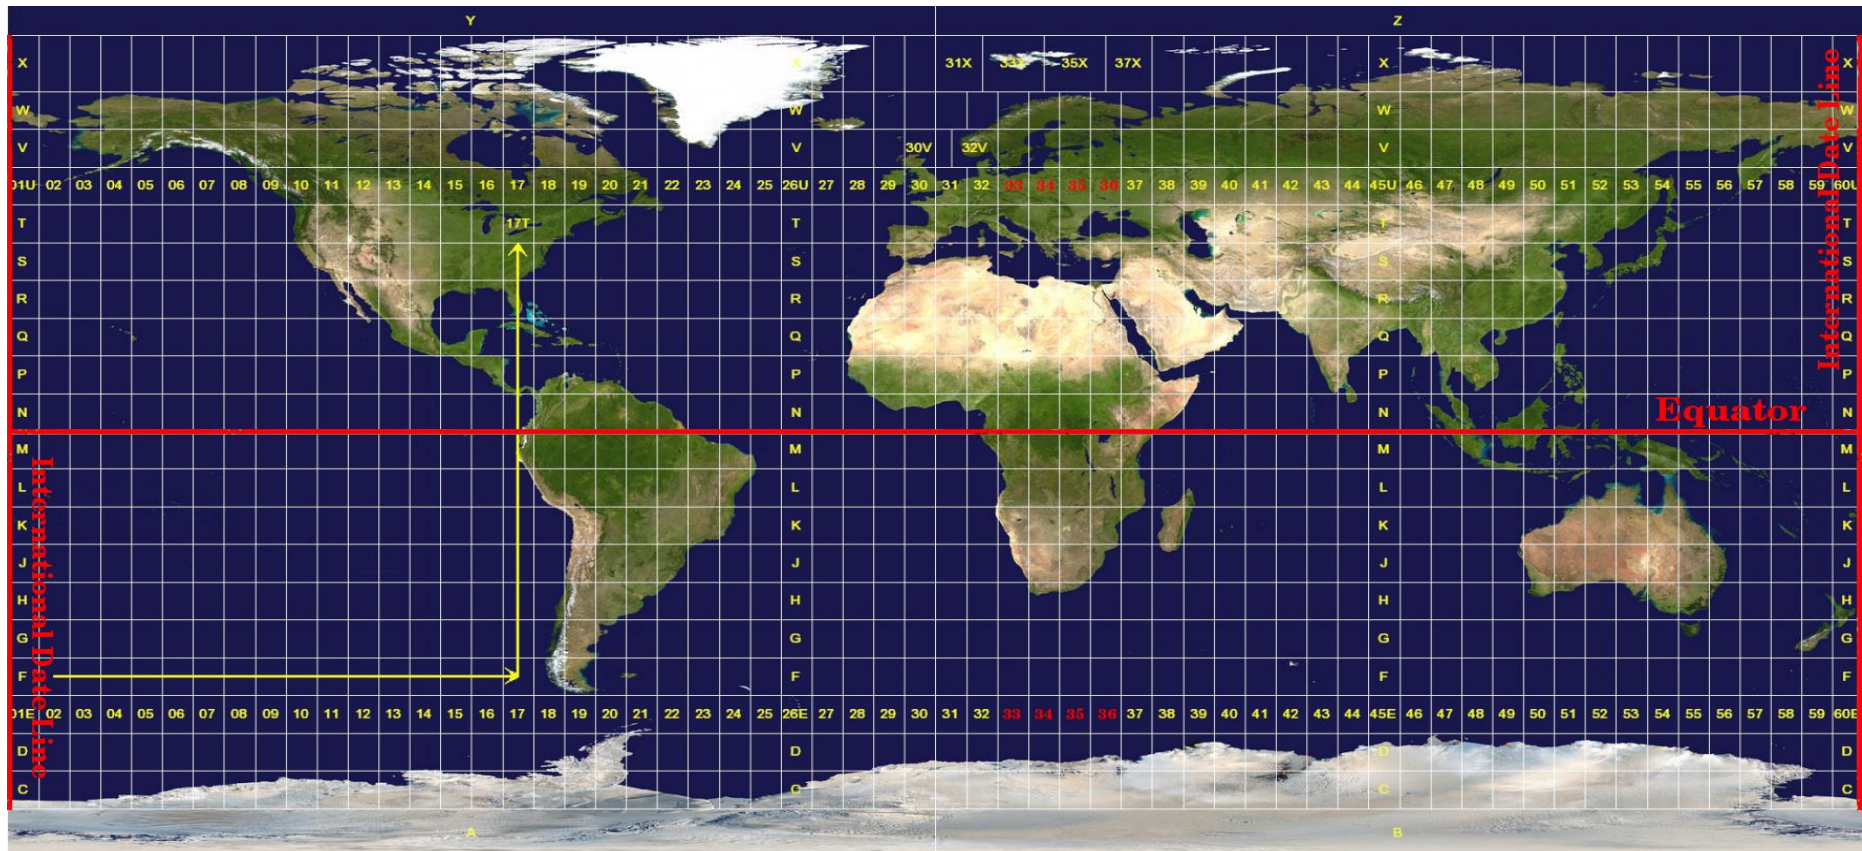 Y Z
X X 31X 33X 35X 37X X X
W W W W
V V 30V 32V V V
01U 02 03 04 05 06 07 08 09 10 11 12 13 14 15 16 17 18 19 20 21 22 23 24 25 26U 27 28 29 30 31 32 33 34 35 36 37 38 39 40 41 42 43 44 45U 46 47 48 49 50 51 52 53 54 55 56 57 58 59 60U
T 17T T T T
S S S S
R R R R
Q Q Q Q
P P P P
N N N N
International Date Line
Equator
M M M M
L L L L
K K K K
J J J J
H H H H
G G G G
F F F F
International Date Line
01E 02 03 04 05 06 07 08 09 10 11 12 13 14 15 16 17 18 19 20 21 22 23 24 25 26E 27 28 29 30 31 32 33 34 35 36 37 38 39 40 41 42 43 44 45E 46 47 48 49 50 51 52 53 54 55 56 57 58 59 60E
D D D D
C C C C
A B